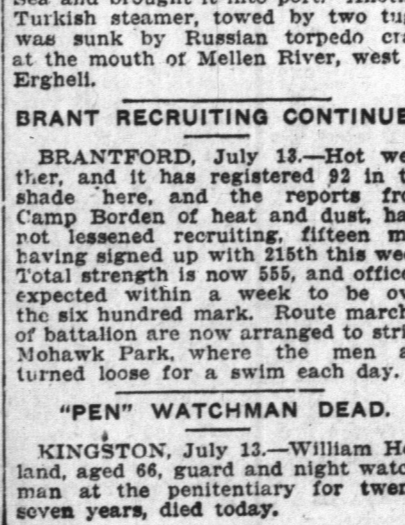 Turkish steamer, towed by two tu
was sunk by Russian torpedo cra
at the mouth of Mellen River, west
Ergheli.
BRANT RECRUITING CONTINUE
BRANTFORD, July 13.—Hot we
ther, and it has registered 92 in t
shade here, and the reports fr
Camp Borden of heat and dust, ha
not lessened recruiting, fifteen m
having signed up with 215th this we
Total strength is now 555, and office
expected within a week to be ov
the six hundred mark. Route march
of battalion are now arranged to stri
Mohawk Park, where the men a
turned loose for a swim each day.
"PEN" WATCHMAN DEAD.
KINGSTON, July 13.—William Ho
land, aged 66, guard and night watc
man at the penitentiary for twen
seven years, died today.